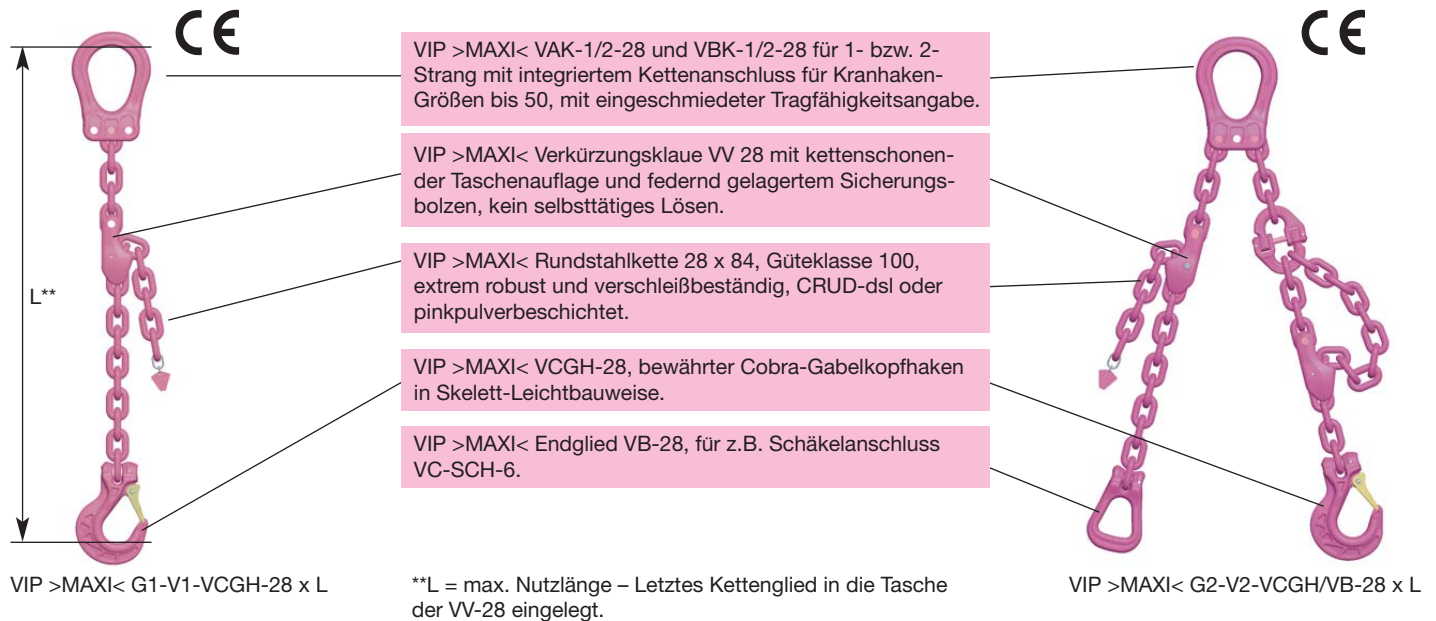 CE
CE
VIP >MAXI< VAK-1/2-28 und VBK-1/2-28 für 1- bzw. 2-
Strang mit integriertem Kettenanschluss für Kranhaken-
Größen bis 50, mit eingeschmiedeter Tragfähigkeitsangabe.
VIP >MAXI< Verkürzungsklaue VV 28 mit kettenschonen-
der Taschenauflage und federnd gelagertem Sicherungs-
bolzen, kein selbsttätiges Lösen.
VIP >MAXI< Rundstahlkette 28 x 84, Güteklasse 100,
extrem robust und verschleißbeständig, CRUD-dsl oder
pinkpulverbeschichtet.
L**
VIP >MAXI< VCGH-28, bewährter Cobra-Gabelkopfhaken
in Skelett-Leichtbauweise.
VIP >MAXI< Endglied VB-28, für z.B. Schäkelanschluss
VC-SCH-6.
VIP >MAXI< G1-V1-VCGH-28 x L
**L = max. Nutzlänge – Letztes Kettenglied in die Tasche
der VV-28 eingelegt.
VIP >MAXI< G2-V2-VCGH/VB-28 x L